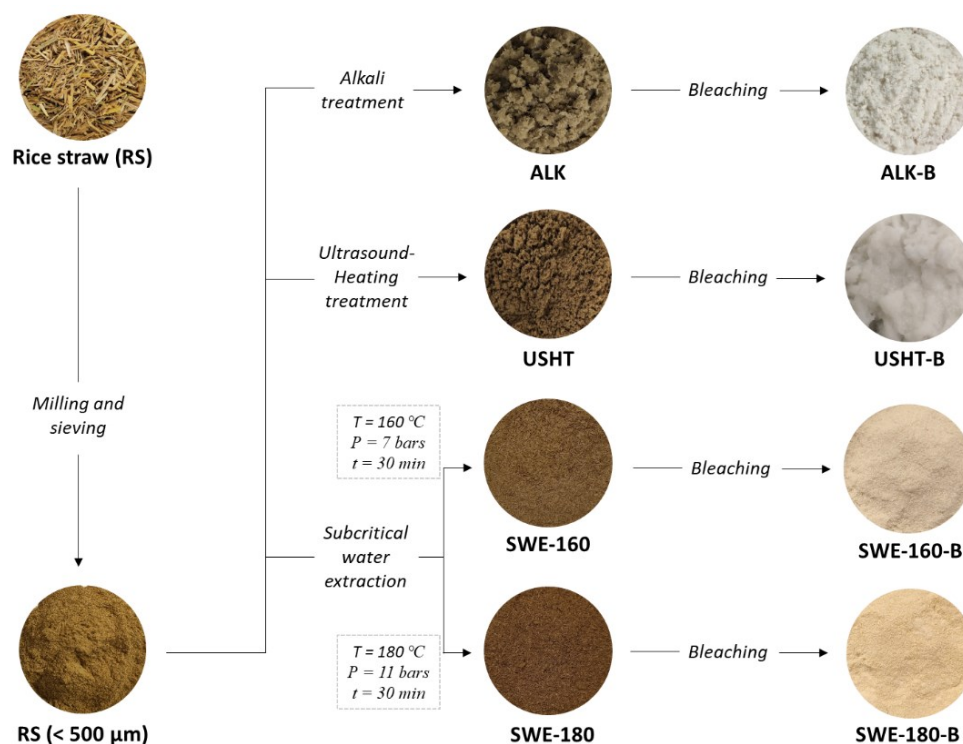 Rice straw (RS)
Milling and
sieving
RS (< 500 µm)
Alkali
treatment
ALK
Bleaching
ALK-B
Ultrasound-
Heating
treatment
USHT
Bleaching
USHT-B
Subcritical
water
extraction
T = 160 °C
P = 7 bars
t = 30 min
SWE-160
Bleaching
SWE-160-B
T = 180 °C
P = 11 bars
t = 30 min
SWE-180
Bleaching
SWE-180-B